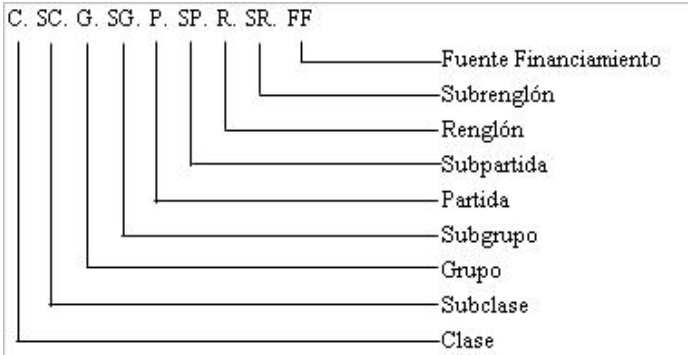 C. SC. G. SG. P. SP. R. SR. FF
Fuente Financiamiento
Subrenglón
Renglón
Subpartida
Partida
Subgrupo
Grupo
Subclase
Clase